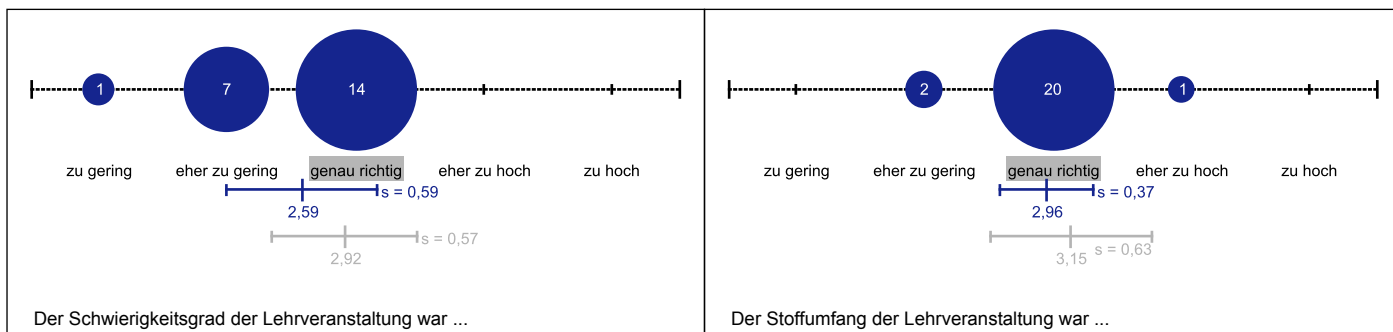 1
7
14
zu gering
eher zu gering
genau richtig
eher zu hoch
zu hoch
s = 0,59
2,59
s = 0,57
2,92
Der Schwierigkeitsgrad der Lehrveranstaltung war ...
2
20
1
zu gering
eher zu gering
genau richtig
eher zu hoch
zu hoch
s = 0,37
2,96
s = 0,63
3,15
Der Stoffumfang der Lehrveranstaltung war ...